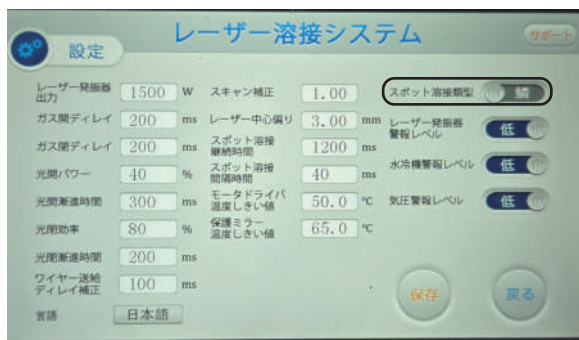 レーザー溶接システム
サポート
設定
レーザー発振器
出力
1500 W
スキャン補正
1.00
スポット溶接類型
鱗
ガス開ディレイ
200 ms
レーザー中心偏り
3.00 mm
レーザー発振器
警報レベル
低
ガス閉ディレイ
200 ms
スポット溶接
継続時間
1200 ms
水冷機警報レベル
低
光開パワー
40 %
スポット溶接
間隔時間
40 ms
気圧警報レベル
低
光開漸進時間
300 ms
モータドライバ
温度しきい値
50.0 ℃
光閉効率
80 %
保護ミラー
温度しきい値
65.0 ℃
光閉漸進時間
200 ms
ワイヤー送給
ディレイ補正
100 ms
保存
戻る
言語
日本語